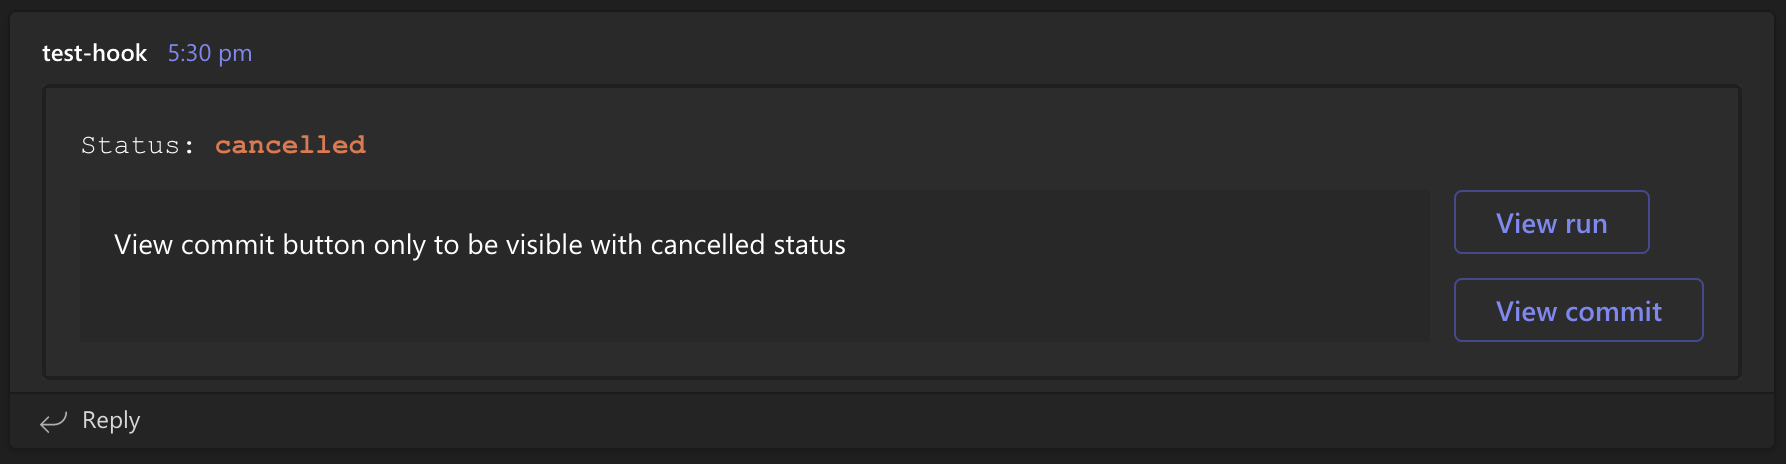 test-hook 5:30 pm
Status: cancelled
View commit button only to be visible with cancelled status
View run
View commit
Reply